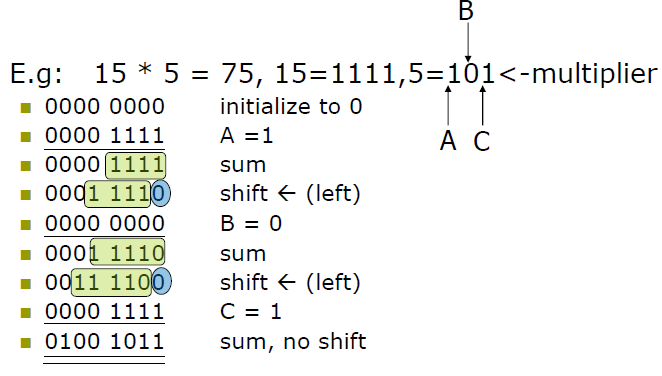 B
E.g: 15 * 5 = 75, 15=1111,5=101<-multiplier
A C
■ 0000 0000 initialize to 0
■ 0000 1111 A =1
■ 0000 1111 sum
■ 0001 1110 shift ← (left)
■ 0000 0000 B = 0
■ 0001 1110 sum
■ 0011 1100 shift ← (left)
■ 0000 1111 C = 1
■ 0100 1011 sum, no shift